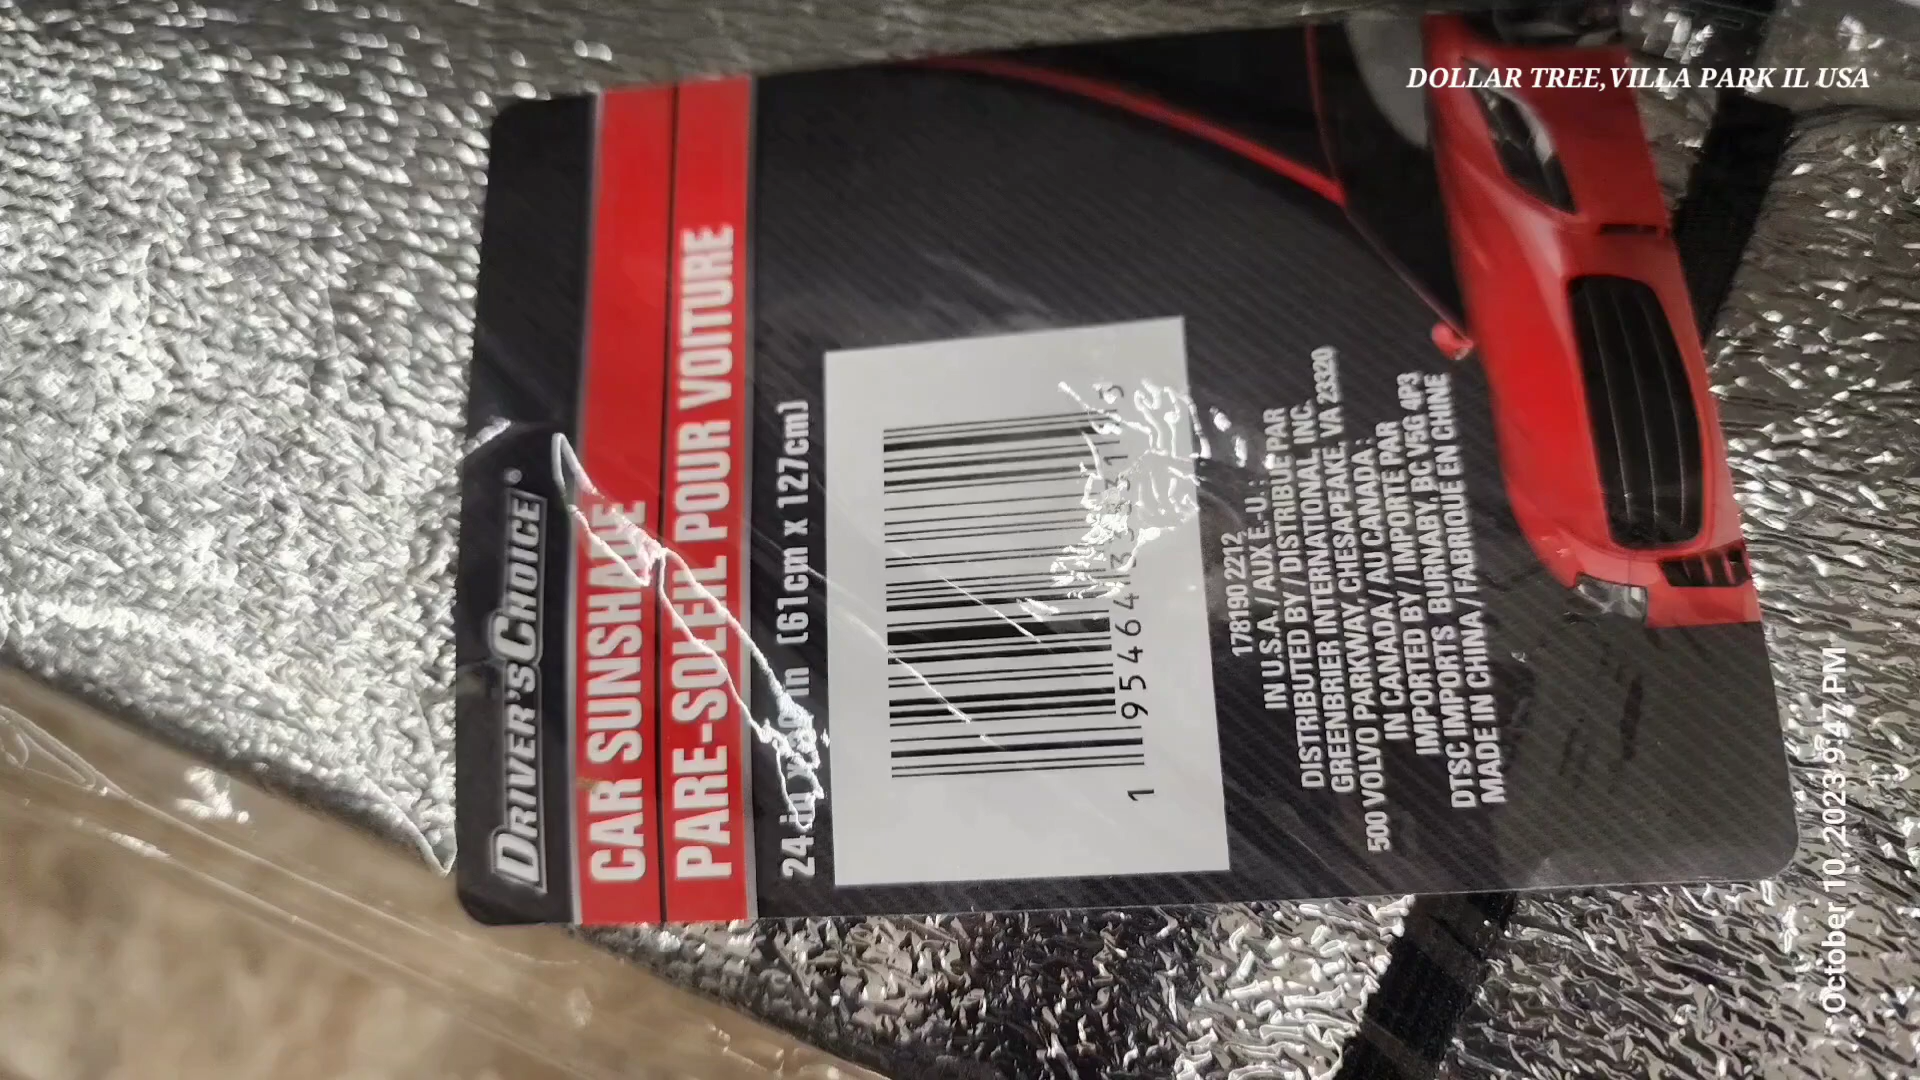 DOLLAR TREE,VILLA PARK IL USA
DRIVER'S CHOICE®
CAR SUNSHADE
PARE-SOLEIL POUR VOITURE
24 in x 50 in (61cm x 127cm)
1 95464
178190 2212
IN U.S.A. / AUX E.-U. :
DISTRIBUTED BY / DISTRIBUÉ PAR
GREENBRIER INTERNATIONAL, INC.
500 VOLVO PARKWAY, CHESAPEAKE, VA 23320
IN CANADA / AU CANADA :
IMPORTED BY / IMPORTÉ PAR
DTSC IMPORTS, BURNABY, BC V5G 4P3
MADE IN CHINA / FABRIQUÉ EN CHINE
October 10, 2023 9:47 PM